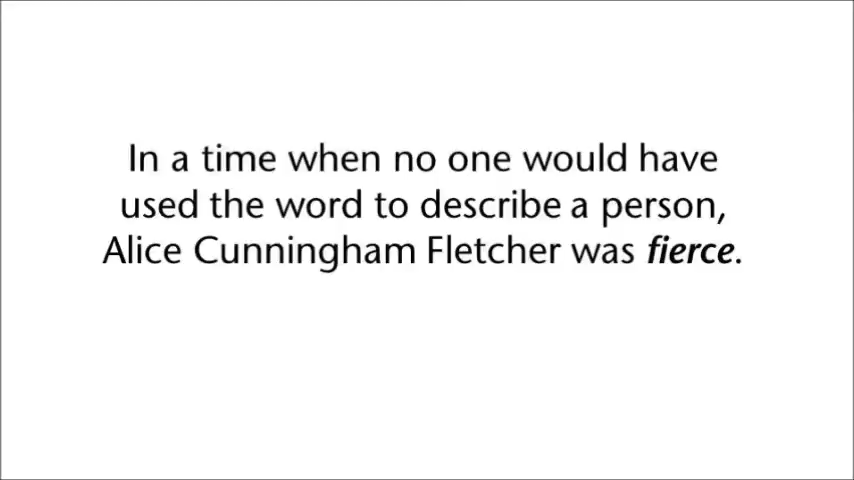 In a time when no one would have
used the word to describe a person,
Alice Cunningham Fletcher was fierce.